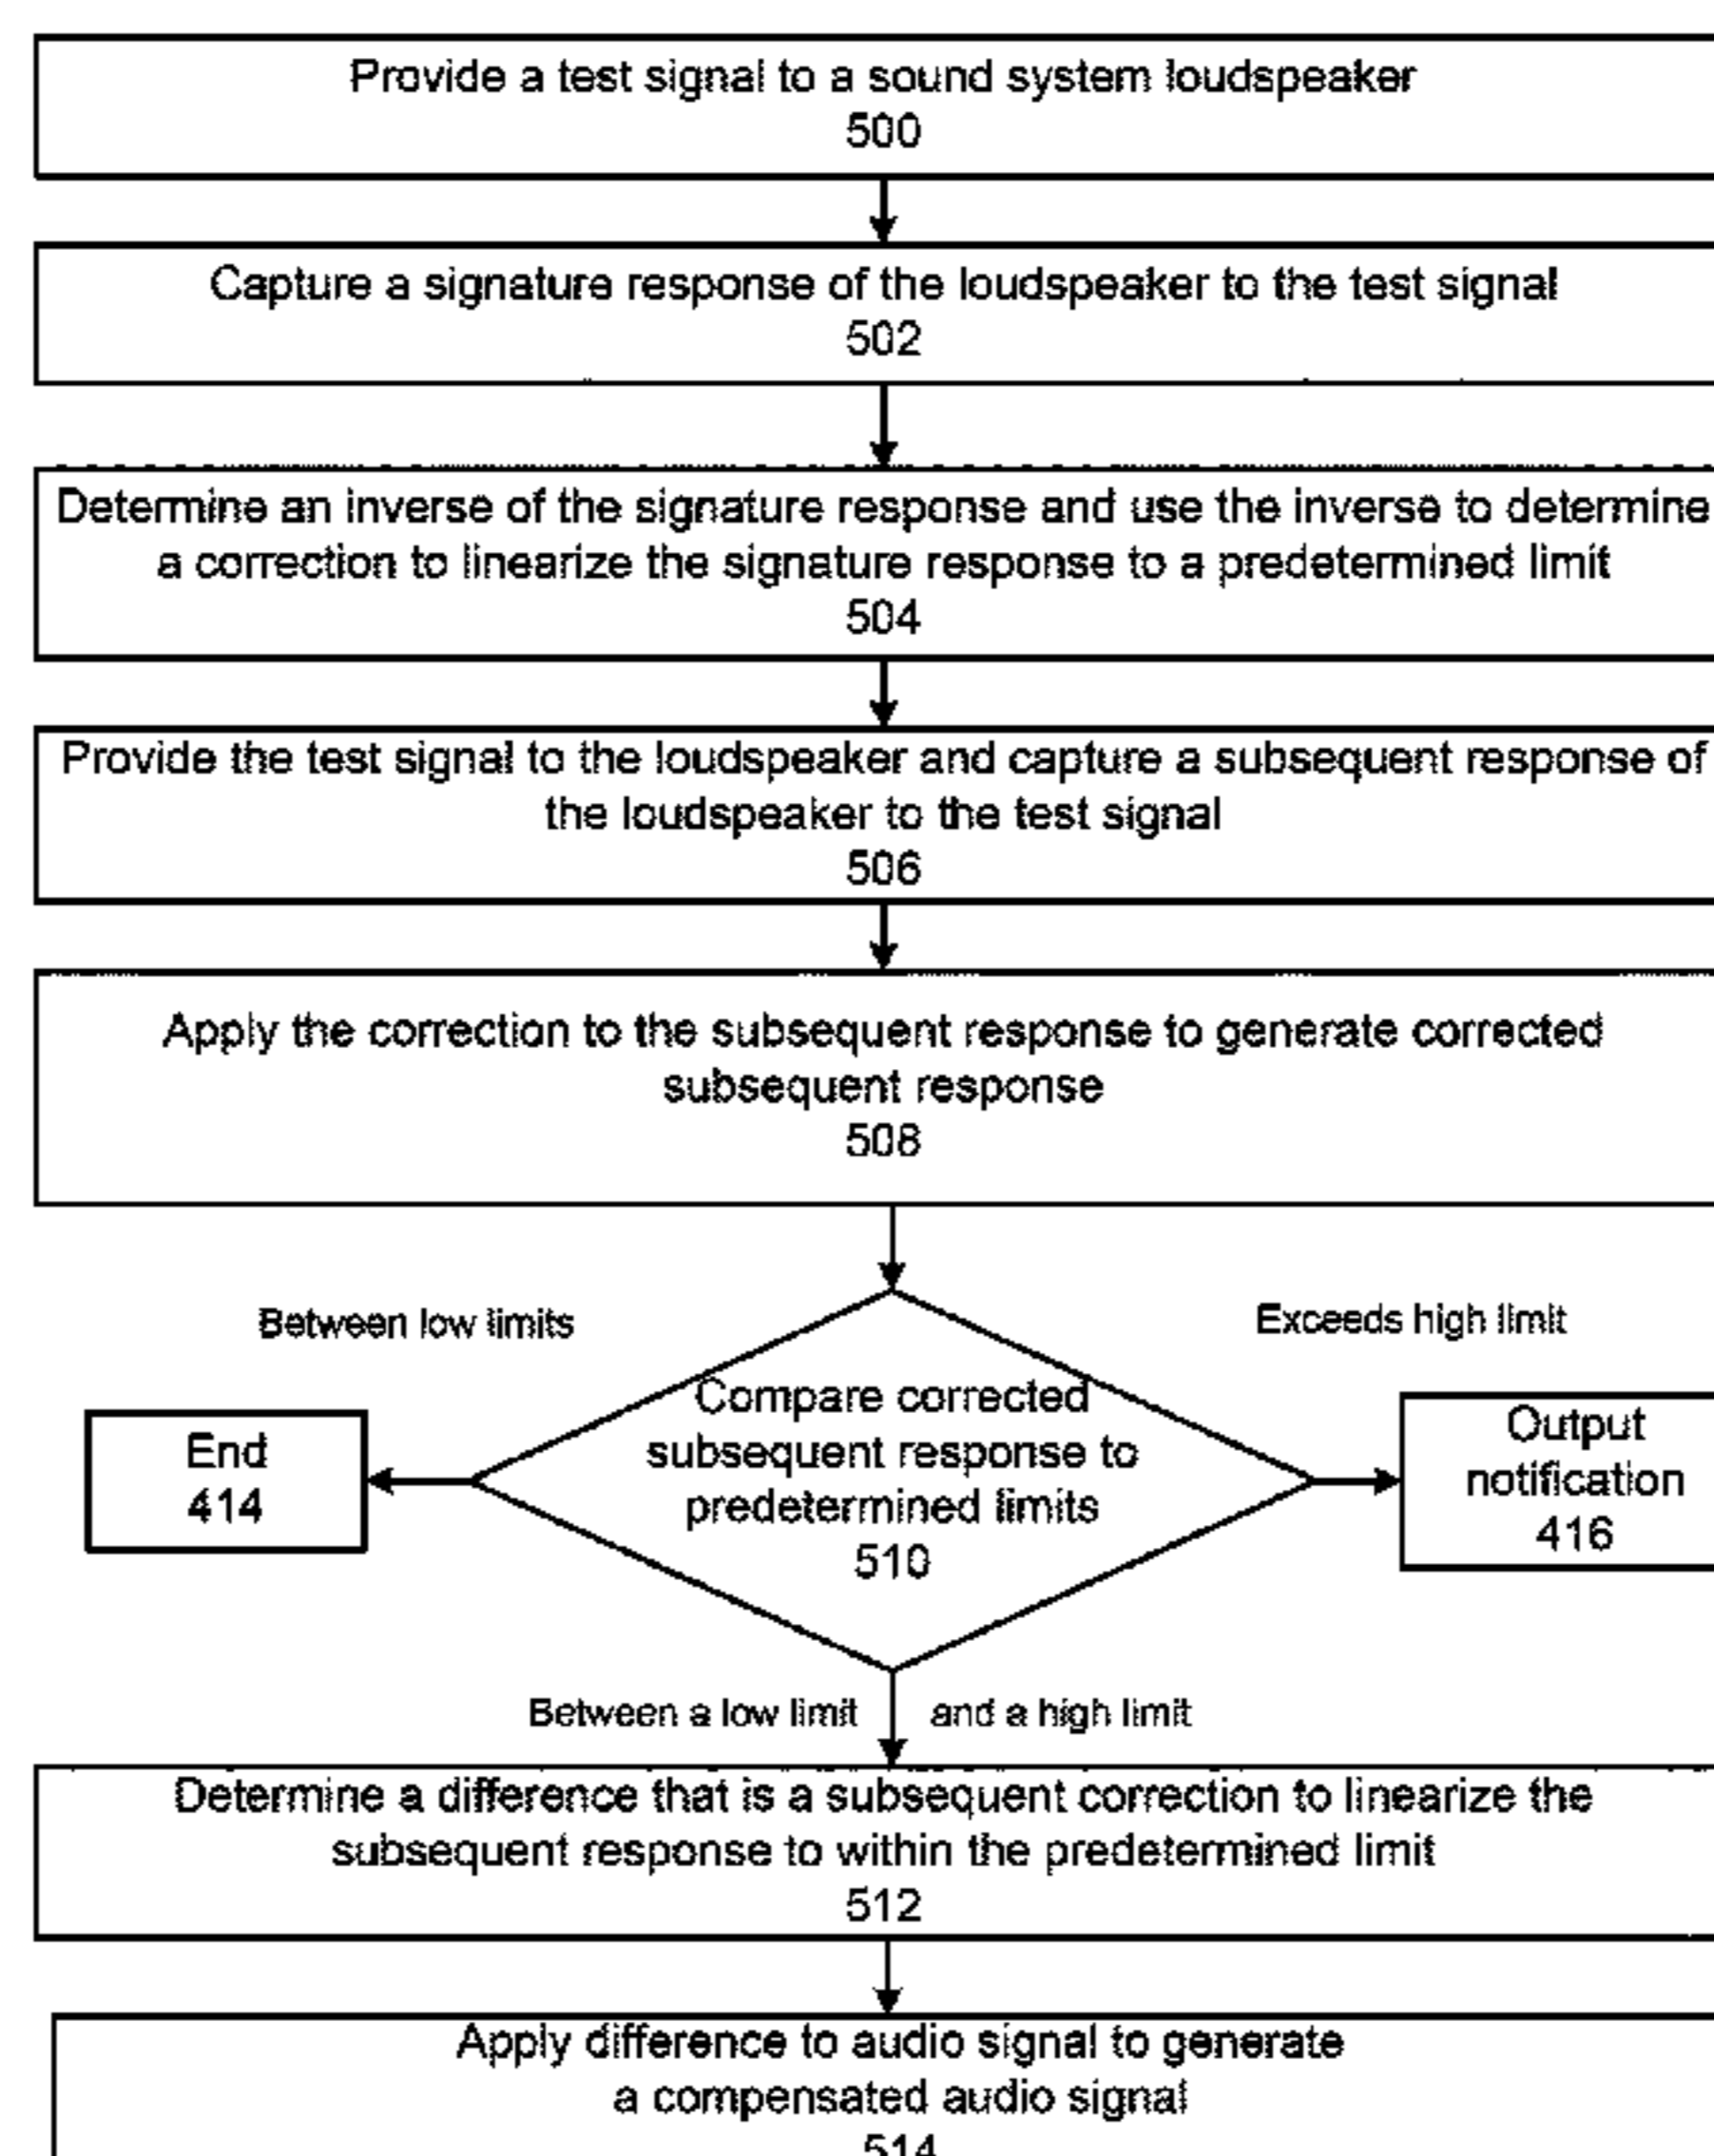 Provide a test signal to a sound system loudspeaker
500
Capture a signature response of the loudspeaker to the test signal
502
Determine an inverse of the signature response and use the inverse to determine
a correction to linearize the signature response to a predetermined limit
504
Provide the test signal to the loudspeaker and capture a subsequent response of
the loudspeaker to the test signal
506
Apply the correction to the subsequent response to generate corrected
subsequent response
508
Between low limits
Exceeds high limit
Compare corrected
subsequent response to
predetermined limits
510
End
414
Output
notification
416
Between a low limit and a high limit
Determine a difference that is a subsequent correction to linearize the
subsequent response to within the predetermined limit
512
Apply difference to audio signal to generate
a compensated audio signal
514